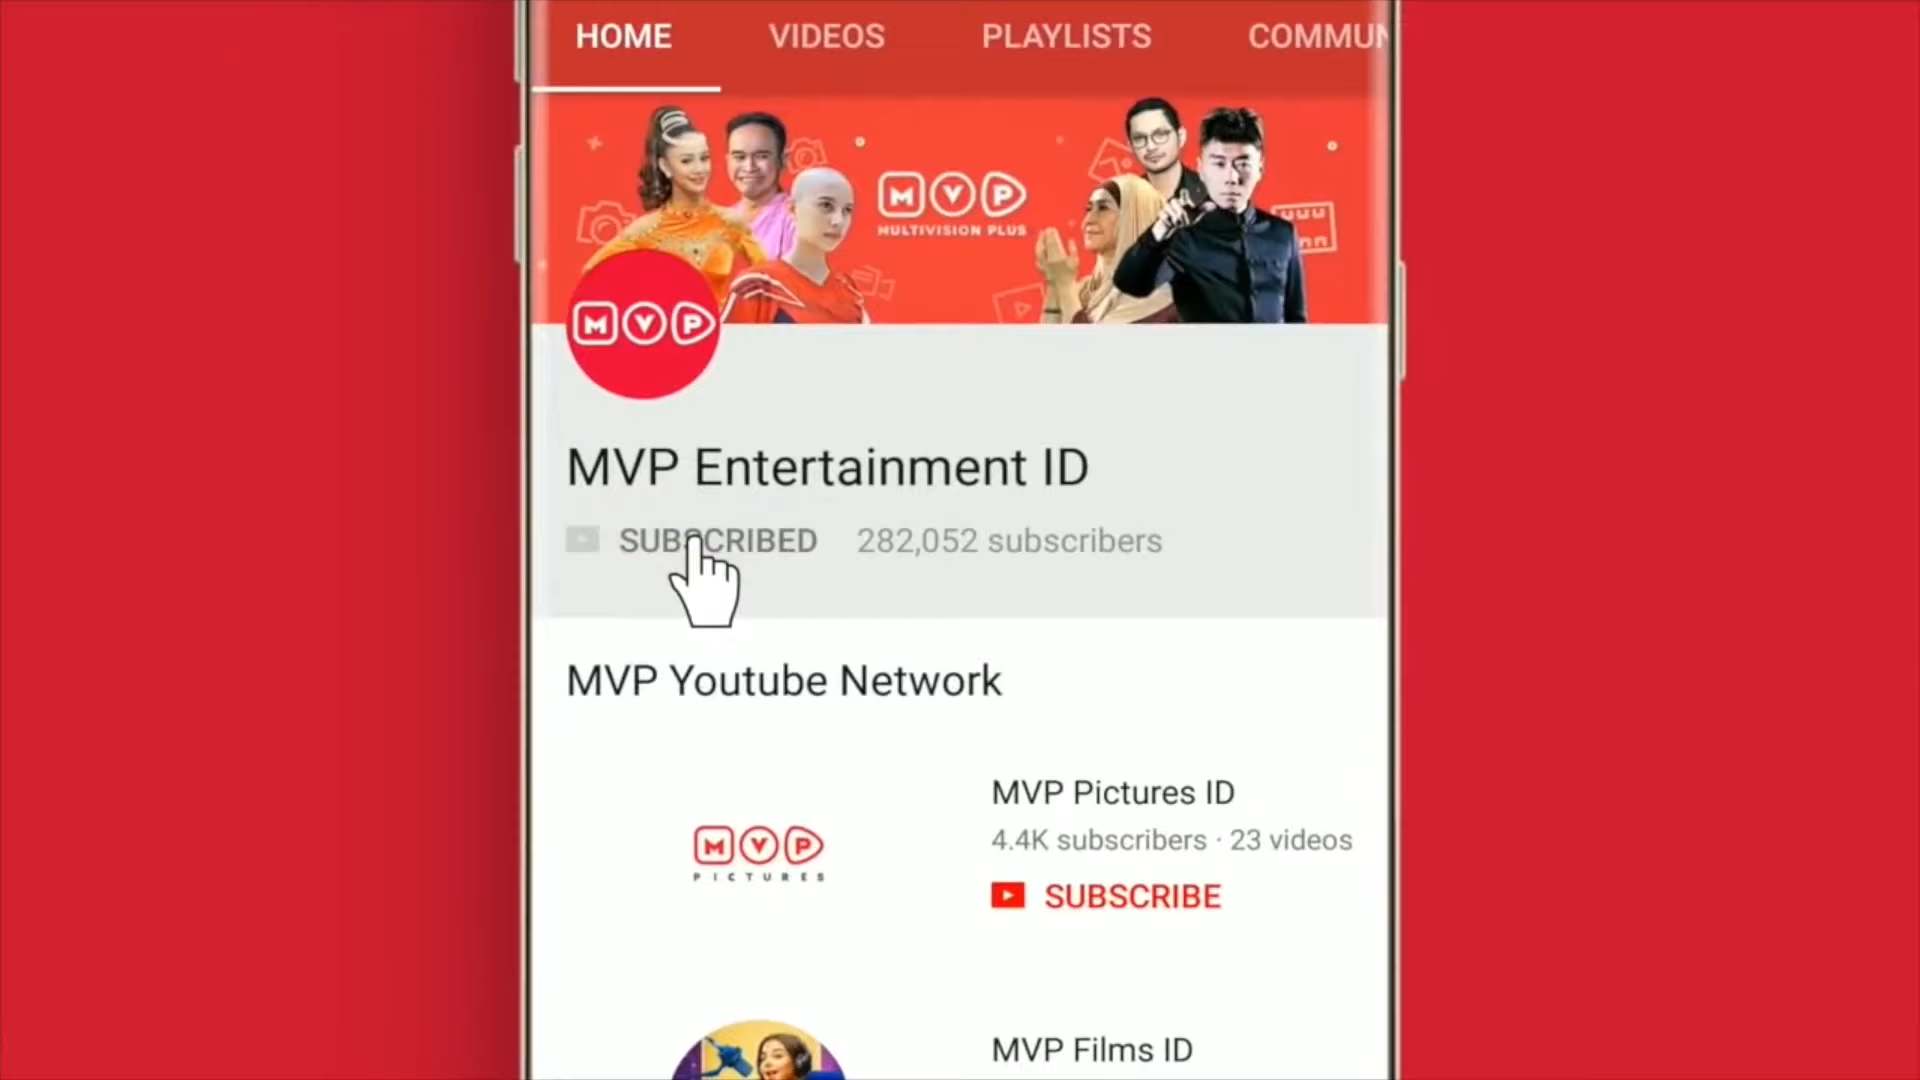 HOME VIDEOS PLAYLISTS COMMUN
MVP
MULTIVISION PLUS
MVP
MVP Entertainment ID
SUBSCRIBED 282,052 subscribers
MVP Youtube Network
MVP Pictures ID
4.4K subscribers · 23 videos
MVP
PICTURES
SUBSCRIBE
MVP Films ID